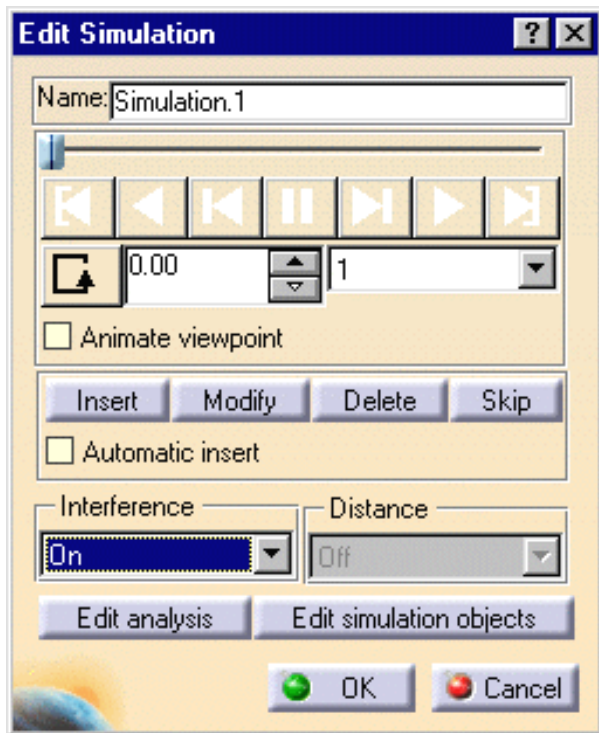 Edit Simulation
Name: Simulation.1
0.00 1
Animate viewpoint
Insert Modify Delete Skip
Automatic insert
Interference Distance
On Off
Edit analysis Edit simulation objects
OK Cancel